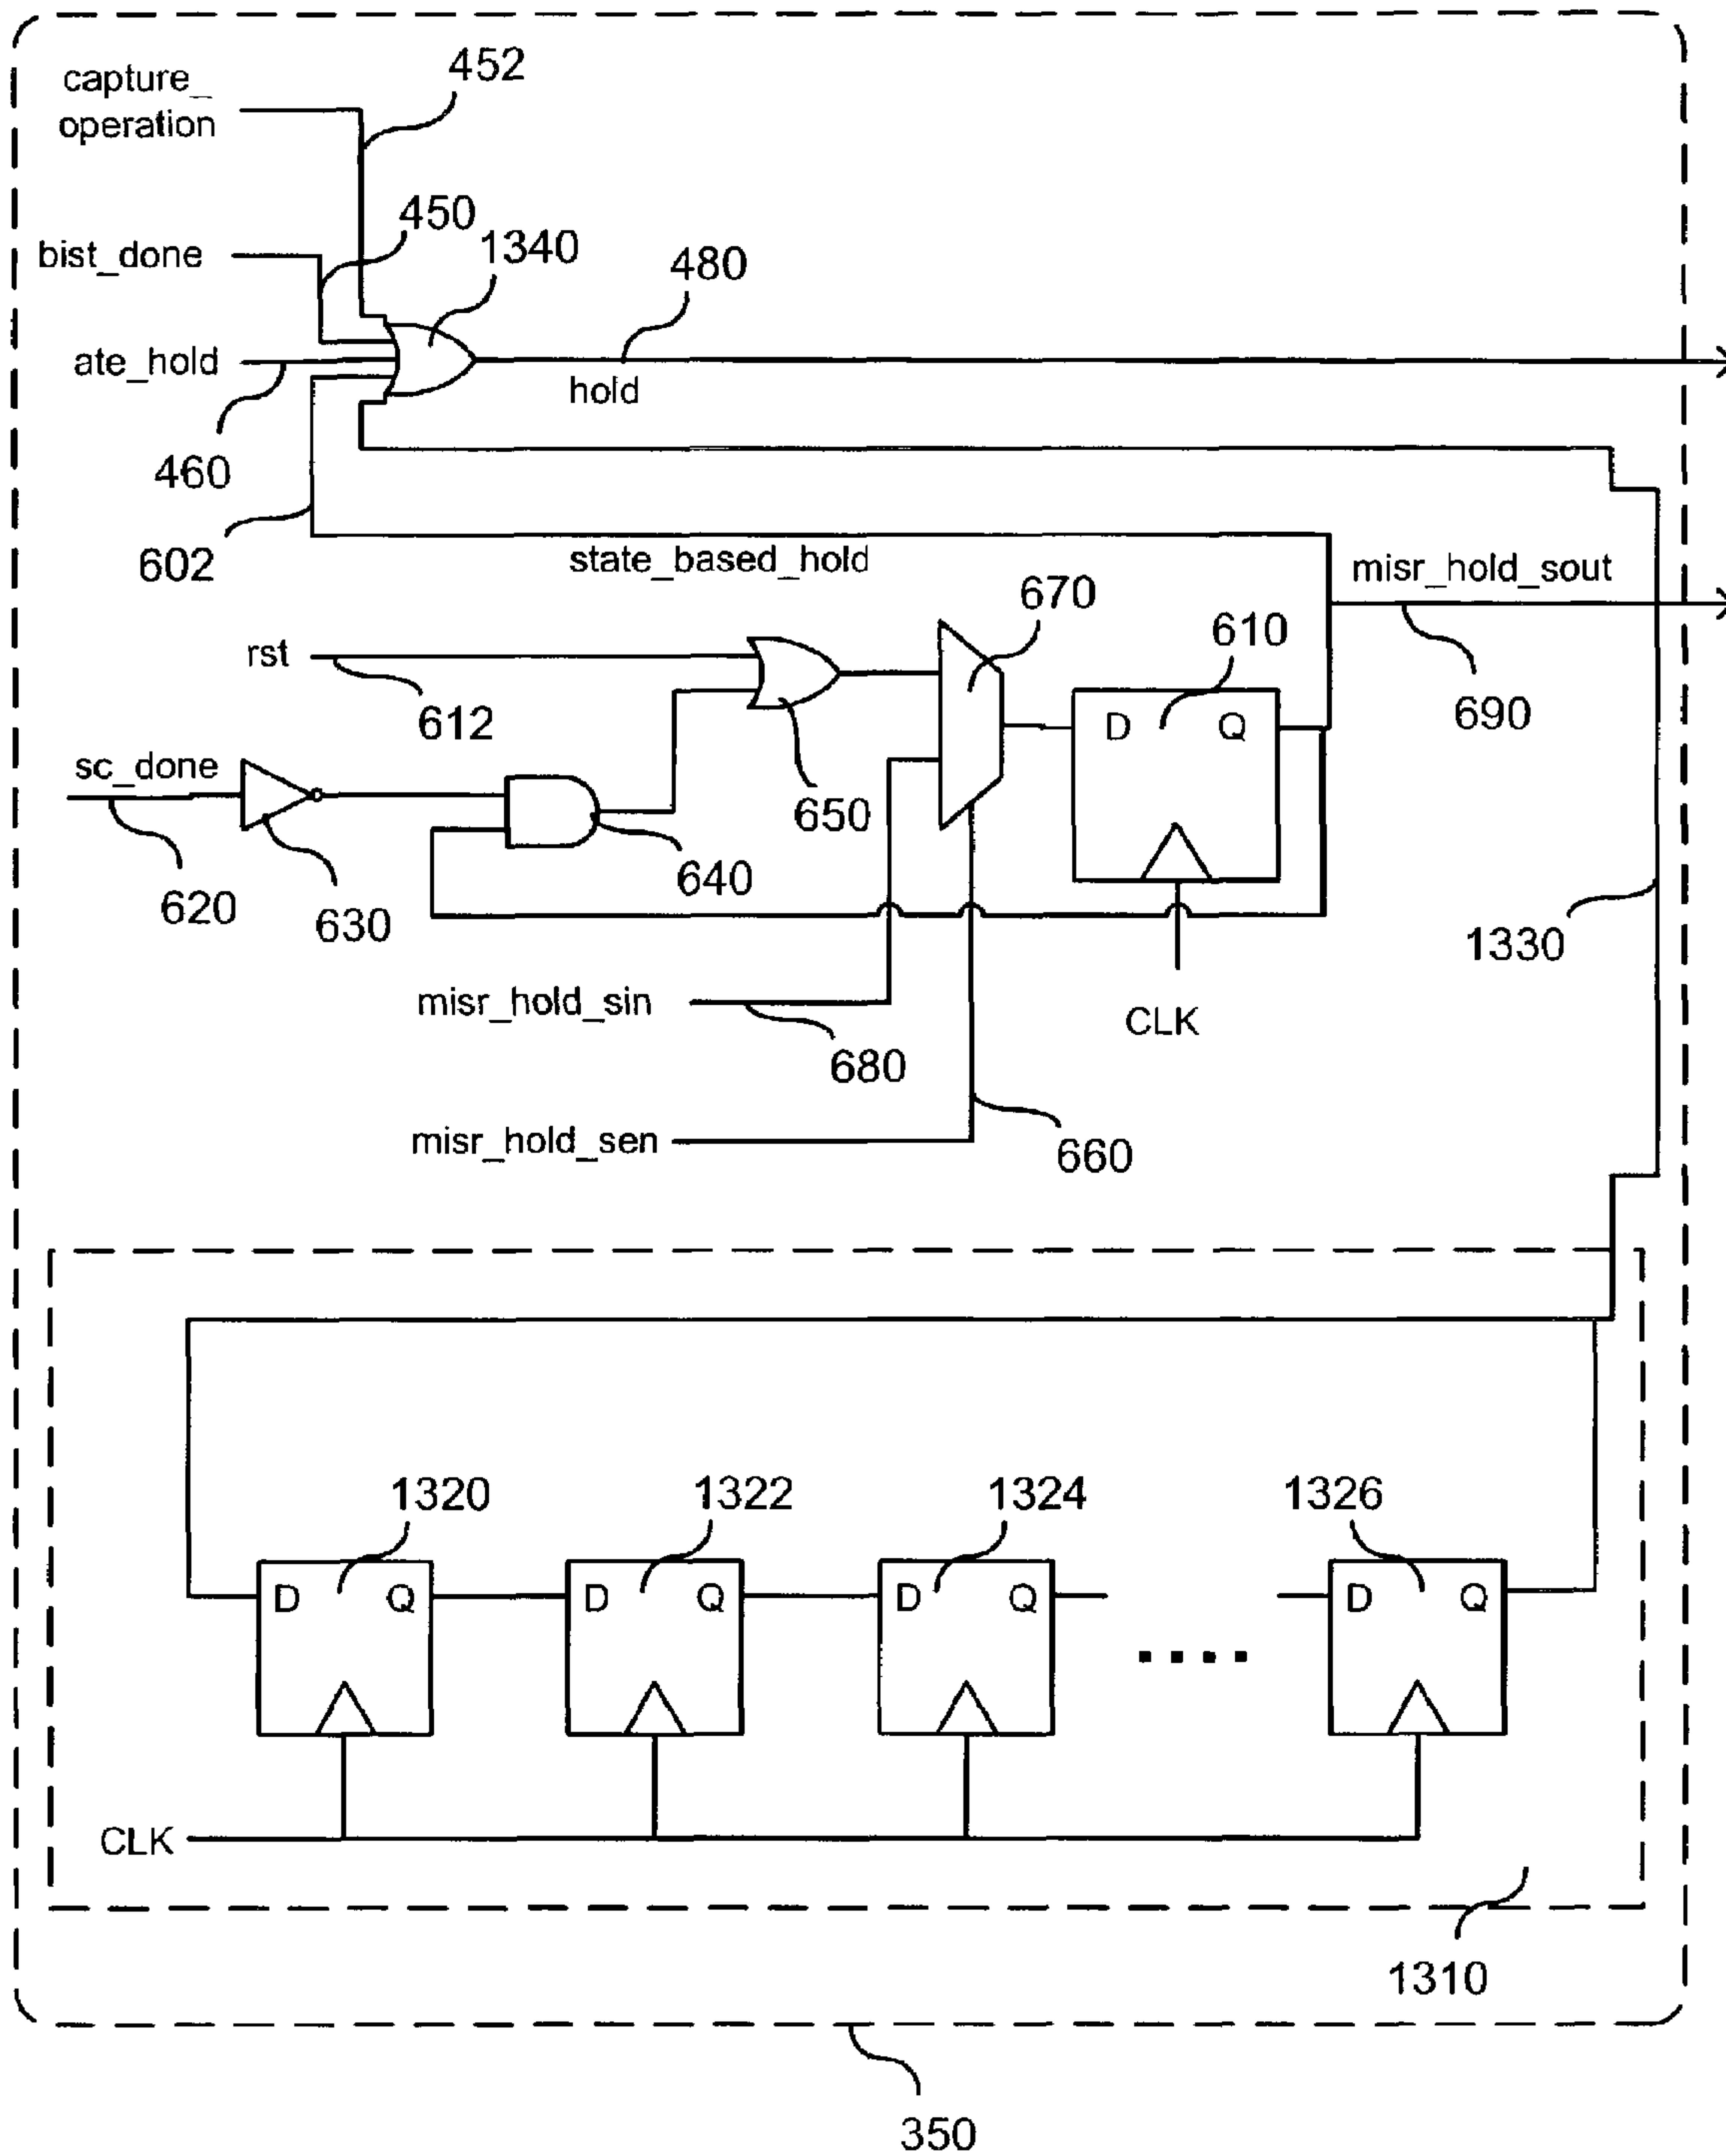 capture_
operation
452
450
1340
bist_done
480
ate_hold
hold
460
602
state_based_hold
misr_hold_sout
670
610
rst
612
D Q
690
sc_done
650
640
620
630
1330
misr_hold_sin
CLK
680
misr_hold_sen
660
1320
1322
1324
1326
D Q
D Q
D Q
D Q
CLK
1310
350